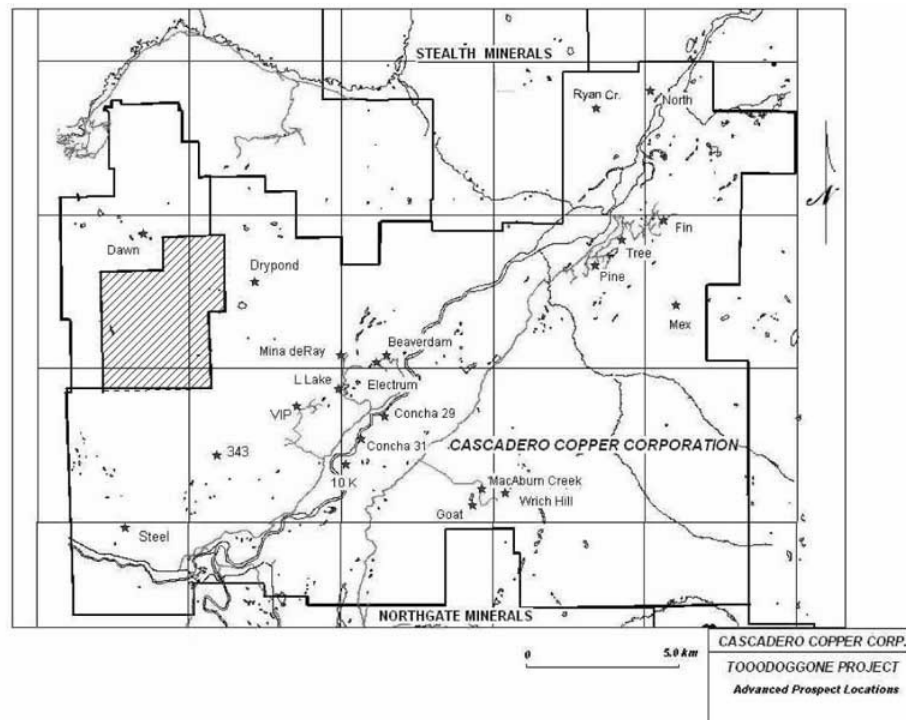 STEALTH MINERALS
Ryan Cr.
North
N
Fin
Dawn
Tree
Drypond
Pine
Mex
Mina deRay
Beaverdam
L Lake
Electrum
VIP
Concha 29
343
Concha 31
CASCADERO COPPER CORPORATION
10 K
MacAburn Creek
Wrich Hill
Goat
Steel
NORTHGATE MINERALS
0
5.0 km
CASCADERO COPPER CORP.
TOOODOGGONE PROJECT
Advanced Prospect Locations